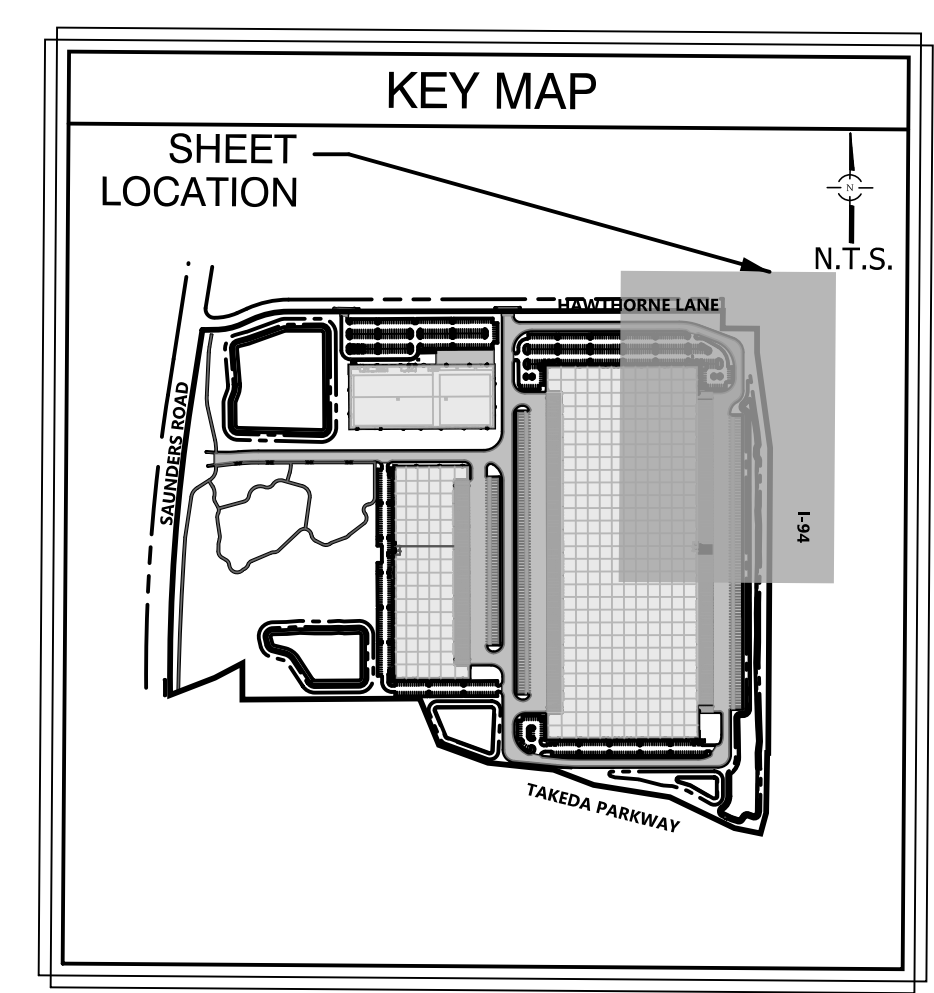 KEY MAP
SHEET
LOCATION
N
N.T.S.
HAWTHORNE LANE
SAUNDERS ROAD
I-94
TAKEDA PARKWAY